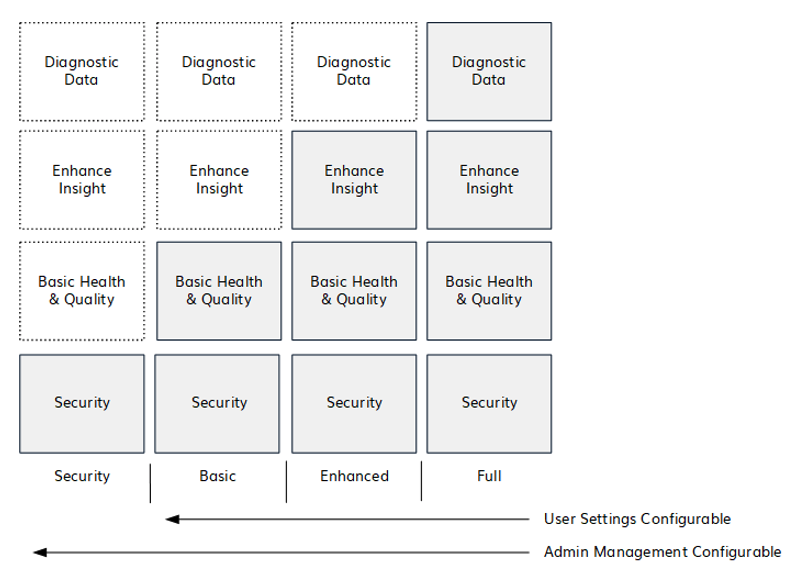 Diagnostic
Data
Diagnostic
Data
Diagnostic
Data
Diagnostic
Data
Enhance
Insight
Enhance
Insight
Enhance
Insight
Enhance
Insight
Basic Health
& Quality
Basic Health
& Quality
Basic Health
& Quality
Basic Health
& Quality
Security
Security
Security
Security
Security
Basic
Enhanced
Full
User Settings Configurable
Admin Management Configurable